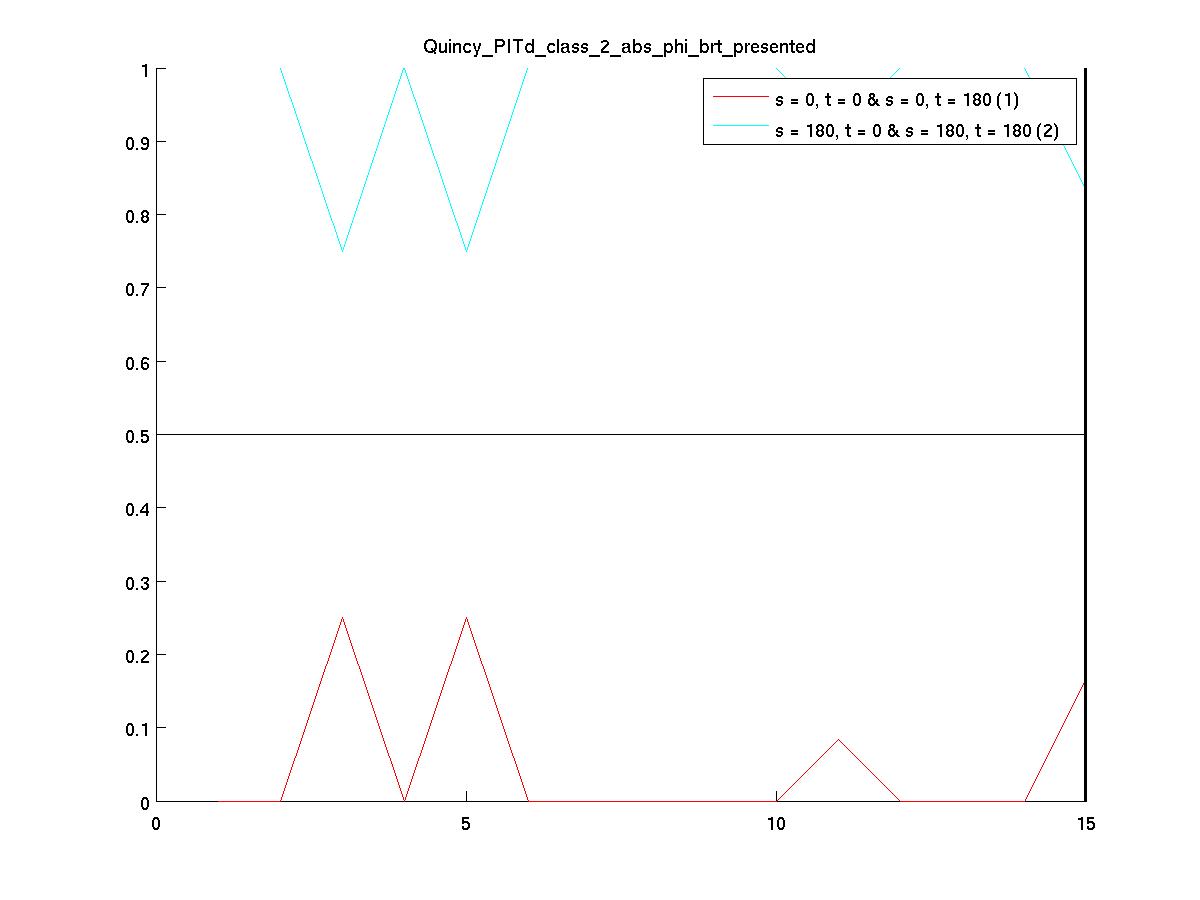 Quincy_PITd_class_2_abs_phi_brt_presented
s = 0, t = 0 & s = 0, t = 180 (1)
s = 180, t = 0 & s = 180, t = 180 (2)
1
0.9
0.8
0.7
0.6
0.5
0.4
0.3
0.2
0.1
0
0 5 10 15